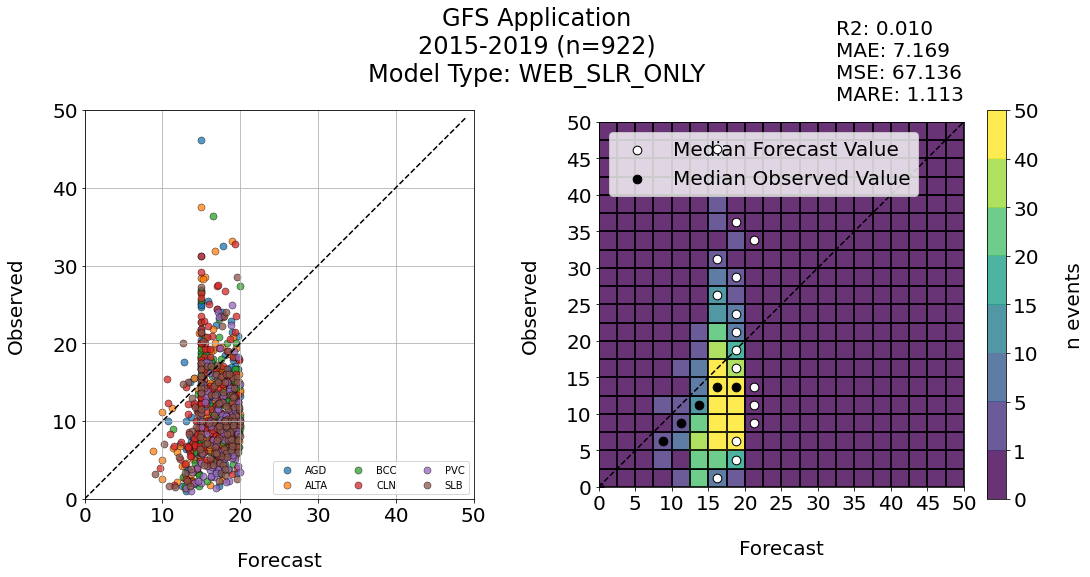 GFS Application
2015-2019 (n=922)
Model Type: WEB_SLR_ONLY
R2: 0.010
MAE: 7.169
MSE: 67.136
MARE: 1.113
50
40
30
20
10
0
Observed
0 10 20 30 40 50
Forecast
AGD BCC PVC
ALTA CLN SLB
50
45
40
35
30
25
20
15
10
5
0
Observed
Median Forecast Value
Median Observed Value
0 5 10 15 20 25 30 35 40 45 50
Forecast
50
40
30
20
15
10
5
1
0
n events